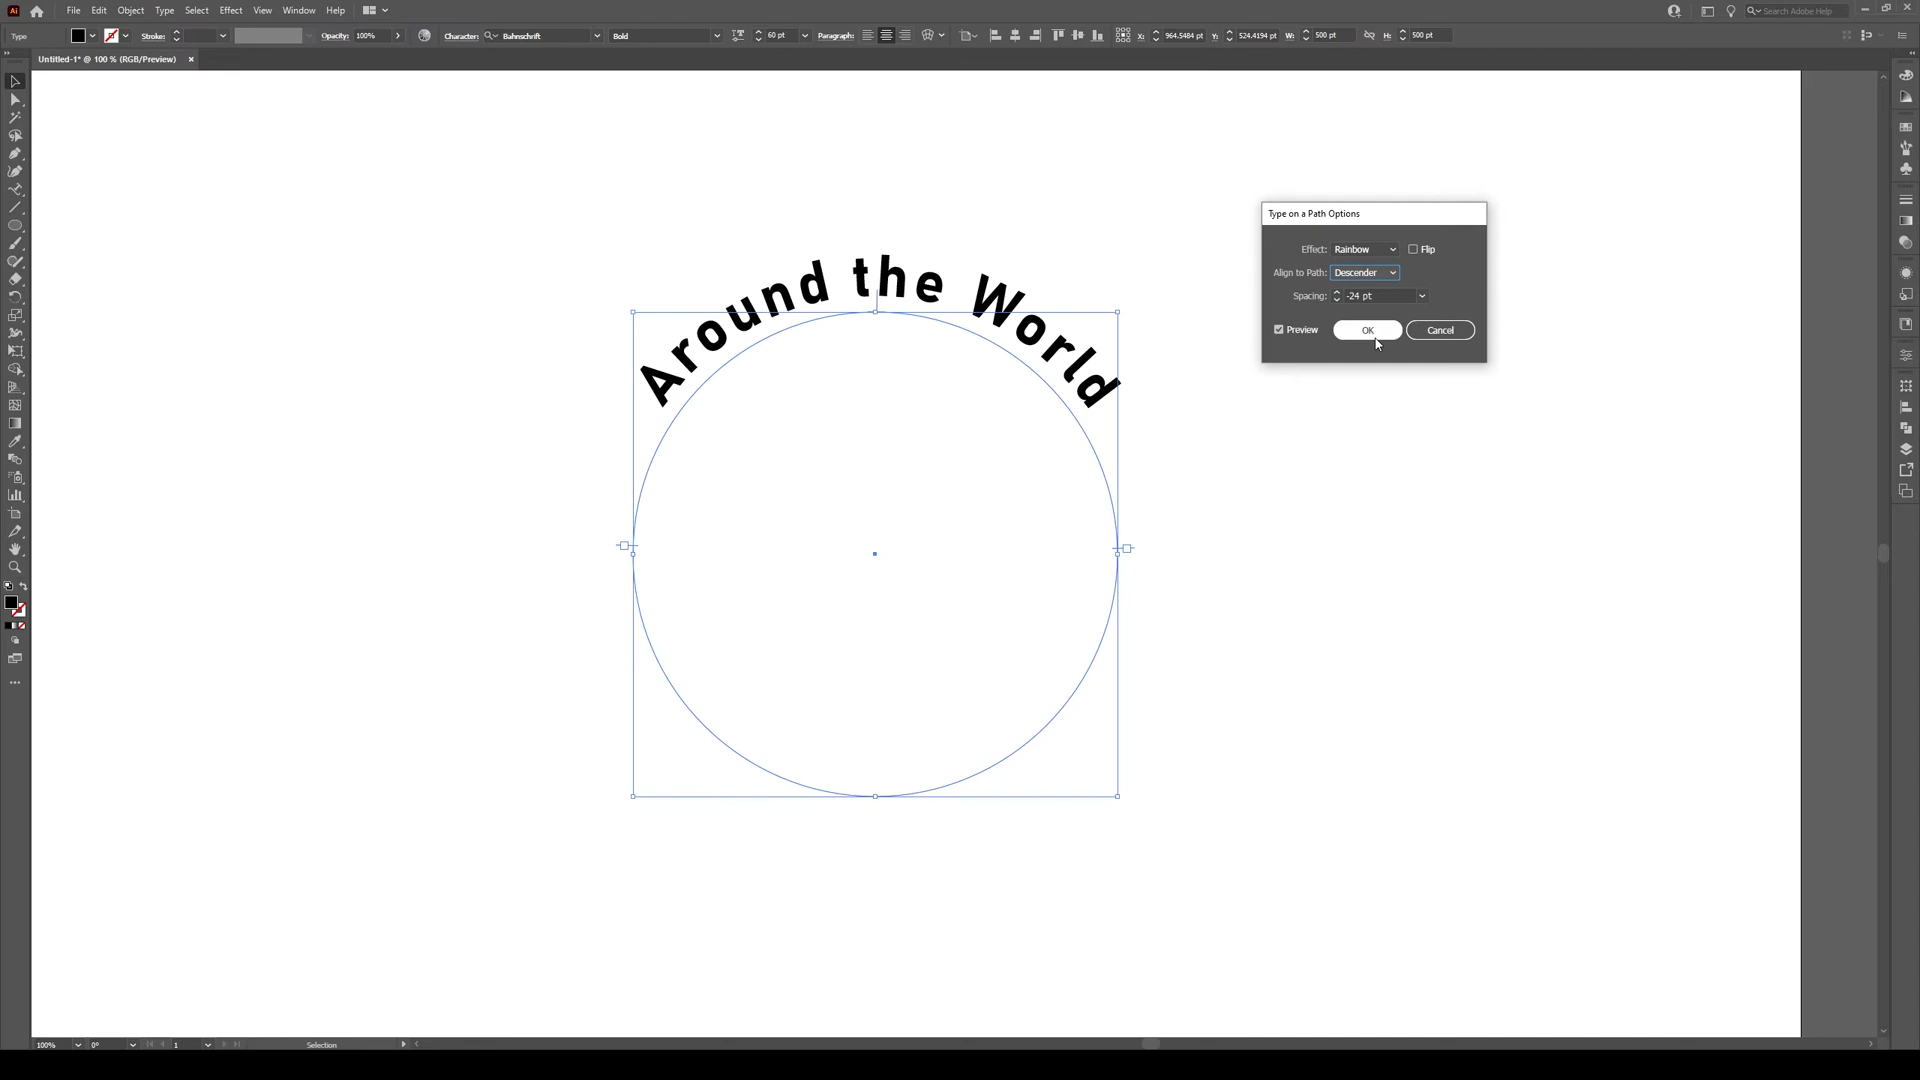 Ai File Edit Object Type Select Effect View Window Help Search Adobe Help
Type Stroke: Opacity: 100% Character: Bahnschrift Bold 60 pt Paragraph: X: 964.5484 pt Y: 524.4194 pt W: 500 pt H: 500 pt
Untitled-1* @ 100 % (RGB/Preview) ×
Around the World
Type on a Path Options
Effect: Rainbow Flip
Align to Path: Descender
Spacing: -24 pt
Preview OK Cancel
100% 0° 1 Selection